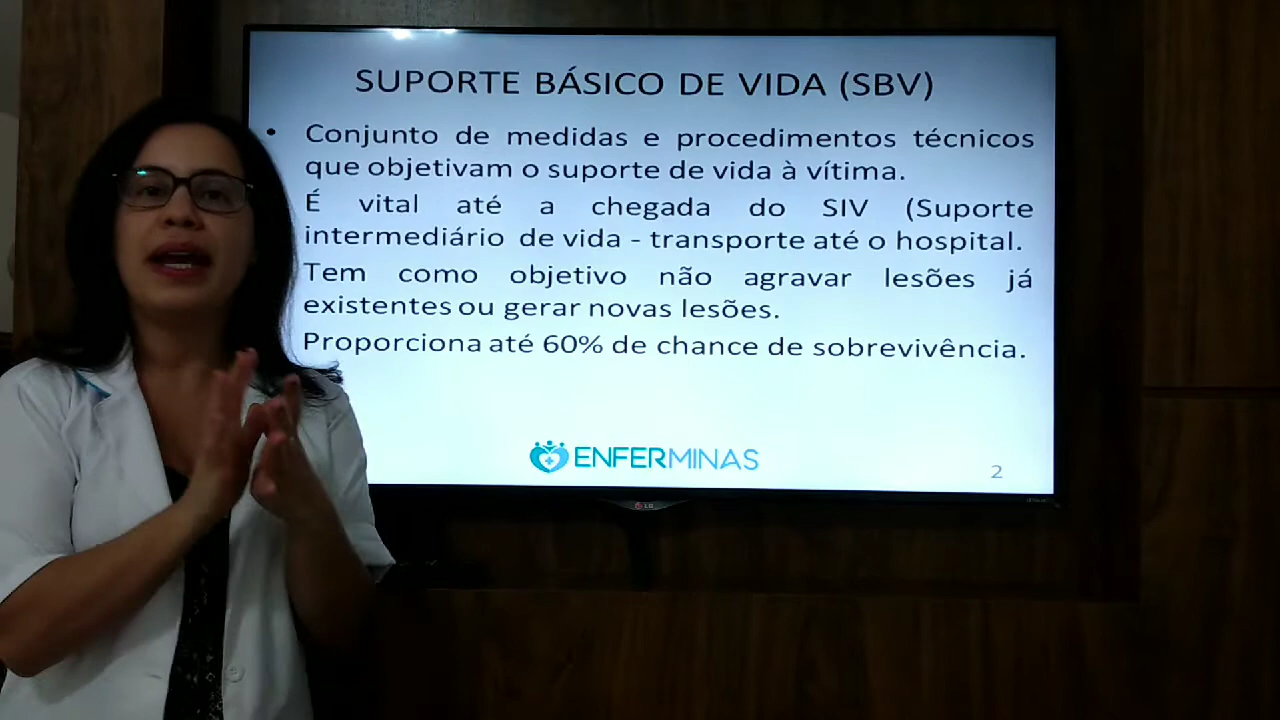 SUPORTE BÁSICO DE VIDA (SBV)
• Conjunto de medidas e procedimentos técnicos
que objetivam o suporte de vida à vítima.
É vital até a chegada do SIV (Suporte
intermediário de vida - transporte até o hospital.
Tem como objetivo não agravar lesões já
existentes ou gerar novas lesões.
Proporciona até 60% de chance de sobrevivência.
ENFERMINAS
2
LG